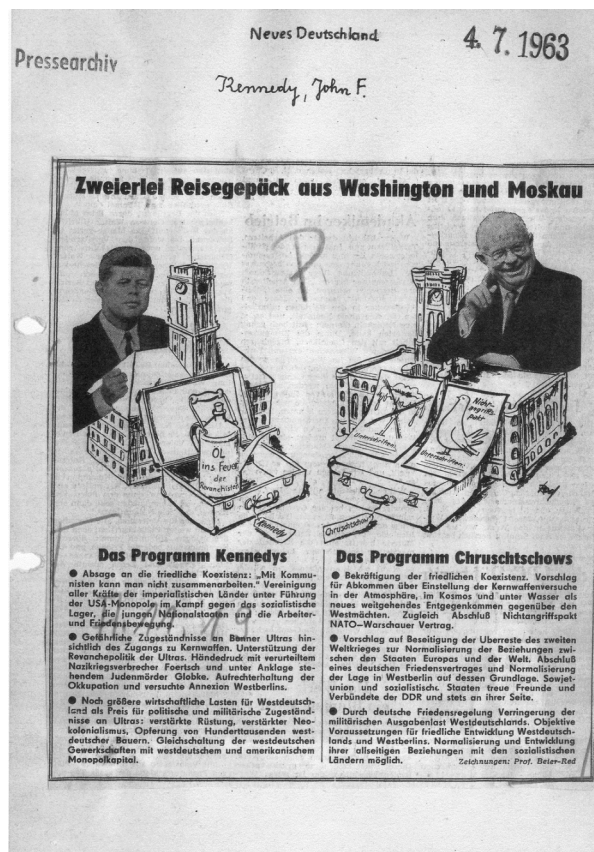 Neues Deutschland
4. 7. 1963
Pressearchiv
Kennedy, John F.
Zweierlei Reisegepäck aus Washington und Moskau
R
ÖL
ins Feuer
der
Revanchisten
Kennedy
Unterschriften:
Nicht-
angriffs
pakt
Unterschriften:
Chruschtschow
Das Programm Kennedys
● Absage an die friedliche Koexistenz: „Mit Kommu-
nisten kann man nicht zusammenarbeiten.“ Vereinigung
aller Kräfte der imperialistischen Länder unter Führung
der USA-Monopole im Kampf gegen das sozialistische
Lager, die jungen Nationalstaaten und die Arbeiter-
und Friedensbewegung.
● Gefährliche Zugeständnisse an Bonner Ultras hin-
sichtlich des Zugangs zu Kernwaffen. Unterstützung der
Revanchepolitik der Ultras. Händedruck mit verurteiltem
Nazikriegsverbrecher Foertsch und unter Anklage ste-
hendem Judenmörder Globke. Aufrechterhaltung der
Okkupation und versuchte Annexion Westberlins.
● Noch größere wirtschaftliche Lasten für Westdeutsch-
land als Preis für politische und militärische Zugeständ-
nisse an Ultras: verstärkte Rüstung, verstärkter Neo-
kolonialismus, Opferung von Hunderttausenden west-
deutscher Bauern. Gleichschaltung der westdeutschen
Gewerkschaften mit westdeutschem und amerikanischem
Monopolkapital.
Das Programm Chruschtschows
● Bekräftigung der friedlichen Koexistenz. Vorschlag
für Abkommen über Einstellung der Kernwaffenversuche
in der Atmosphäre, im Kosmos und unter Wasser als
neues weitgehendes Entgegenkommen gegenüber den
Westmächten. Zugleich Abschluß Nichtangriffspakt
NATO—Warschauer Vertrag.
● Vorschlag auf Beseitigung der Überreste des zweiten
Weltkrieges zur Normalisierung der Beziehungen zwi-
schen den Staaten Europas und der Welt. Abschluß
eines deutschen Friedensvertrages und Normalisierung
der Lage in Westberlin auf dessen Grundlage. Sowjet-
union und sozialistisch. Staaten treue Freunde und
Verbündete der DDR und stets an ihrer Seite.
● Durch deutsche Friedensregelung Verringerung der
militärischen Ausgabenlast Westdeutschlands. Objektive
Voraussetzungen für friedliche Entwicklung Westdeutsch-
lands und Westberlins. Normalisierung und Entwicklung
ihrer allseitigen Beziehungen mit den sozialistischen
Ländern möglich.
Zeichnungen: Prof. Beier-Red